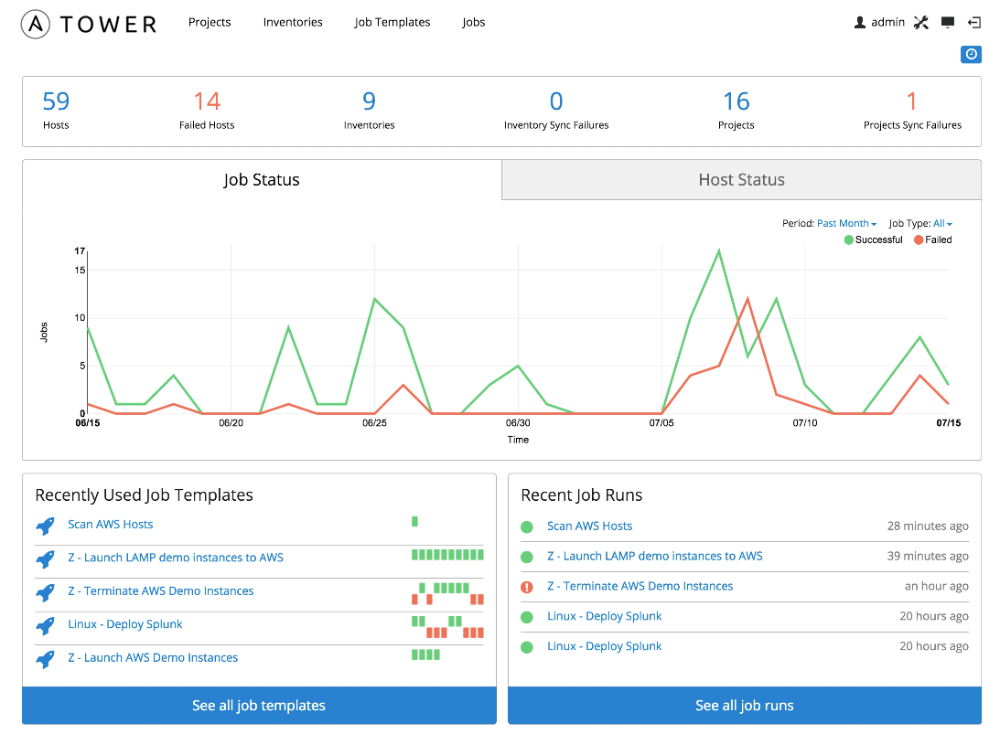 A TOWER Projects Inventories Job Templates Jobs admin
59 14 9 0 16 1
Hosts Failed Hosts Inventories Inventory Sync Failures Projects Projects Sync Failures
Job Status Host Status
Period: Past Month Job Type: All
Successful Failed
17
15
10
5
0
Jobs
06/15 06/20 06/25 06/30 07/05 07/10 07/15
Time
Recently Used Job Templates
Scan AWS Hosts
Z - Launch LAMP demo instances to AWS
Z - Terminate AWS Demo Instances
Linux - Deploy Splunk
Z - Launch AWS Demo Instances
See all job templates
Recent Job Runs
Scan AWS Hosts 28 minutes ago
Z - Launch LAMP demo instances to AWS 39 minutes ago
Z - Terminate AWS Demo Instances an hour ago
Linux - Deploy Splunk 20 hours ago
Linux - Deploy Splunk 20 hours ago
See all job runs